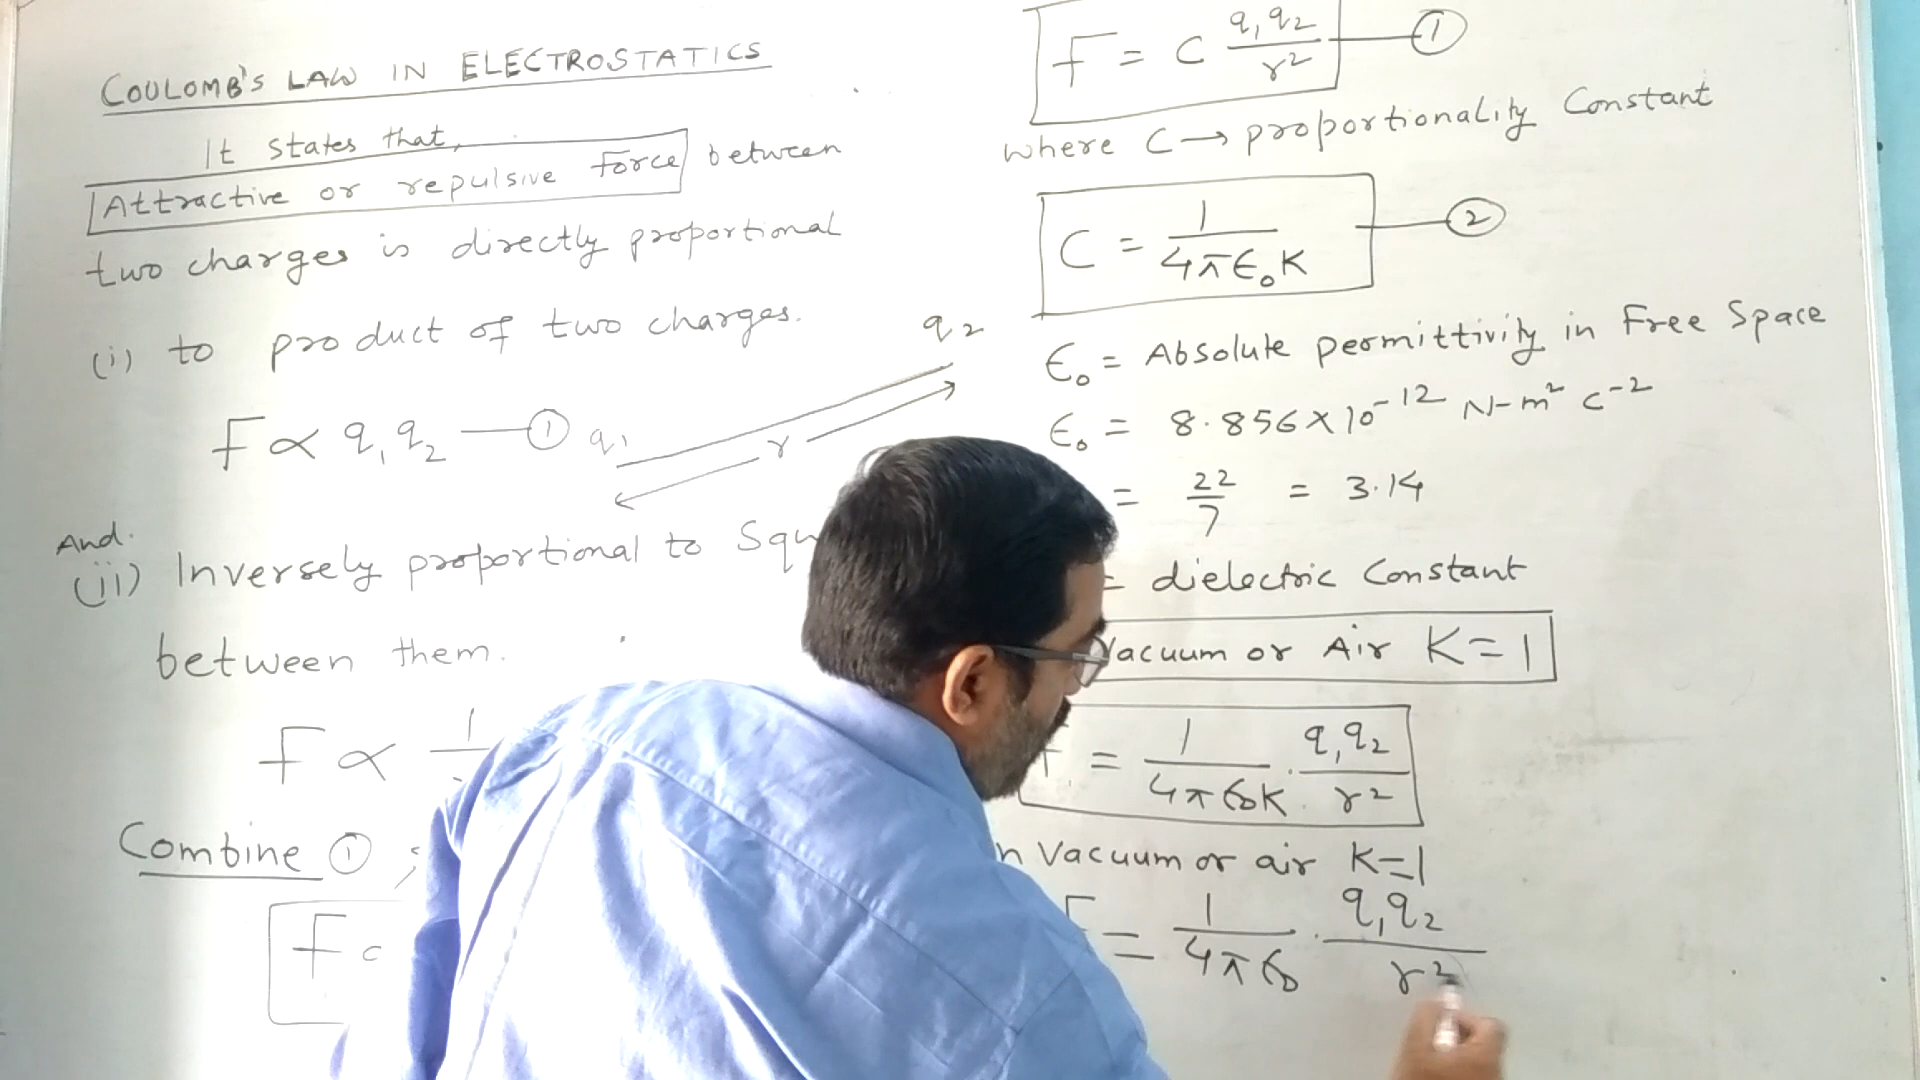 COULOMB'S LAW IN ELECTROSTATICS
It states that,
Attractive or repulsive force between
two charges is directly proportional
(i) to product of two charges.
F ∝ q₁q₂ — ①
q₁ r q₂
And.
(ii) Inversely proportional to
between them.
F ∝ 1
Combine ①
F
F = C q₁q₂/r² — ①
where C → proportionality Constant
C = 1/4πϵ₀K — ②
ϵ₀ = Absolute permittivity in Free Space
ϵ₀ = 8.856×10⁻¹² N-m² c⁻²
= 22/7 = 3.14
= dielectric Constant
Vacuum or Air K=1
= 1/4πϵ₀K . q₁q₂/r²
Vacuum or air K=1
F = 1/4πϵ₀ . q₁q₂/r²